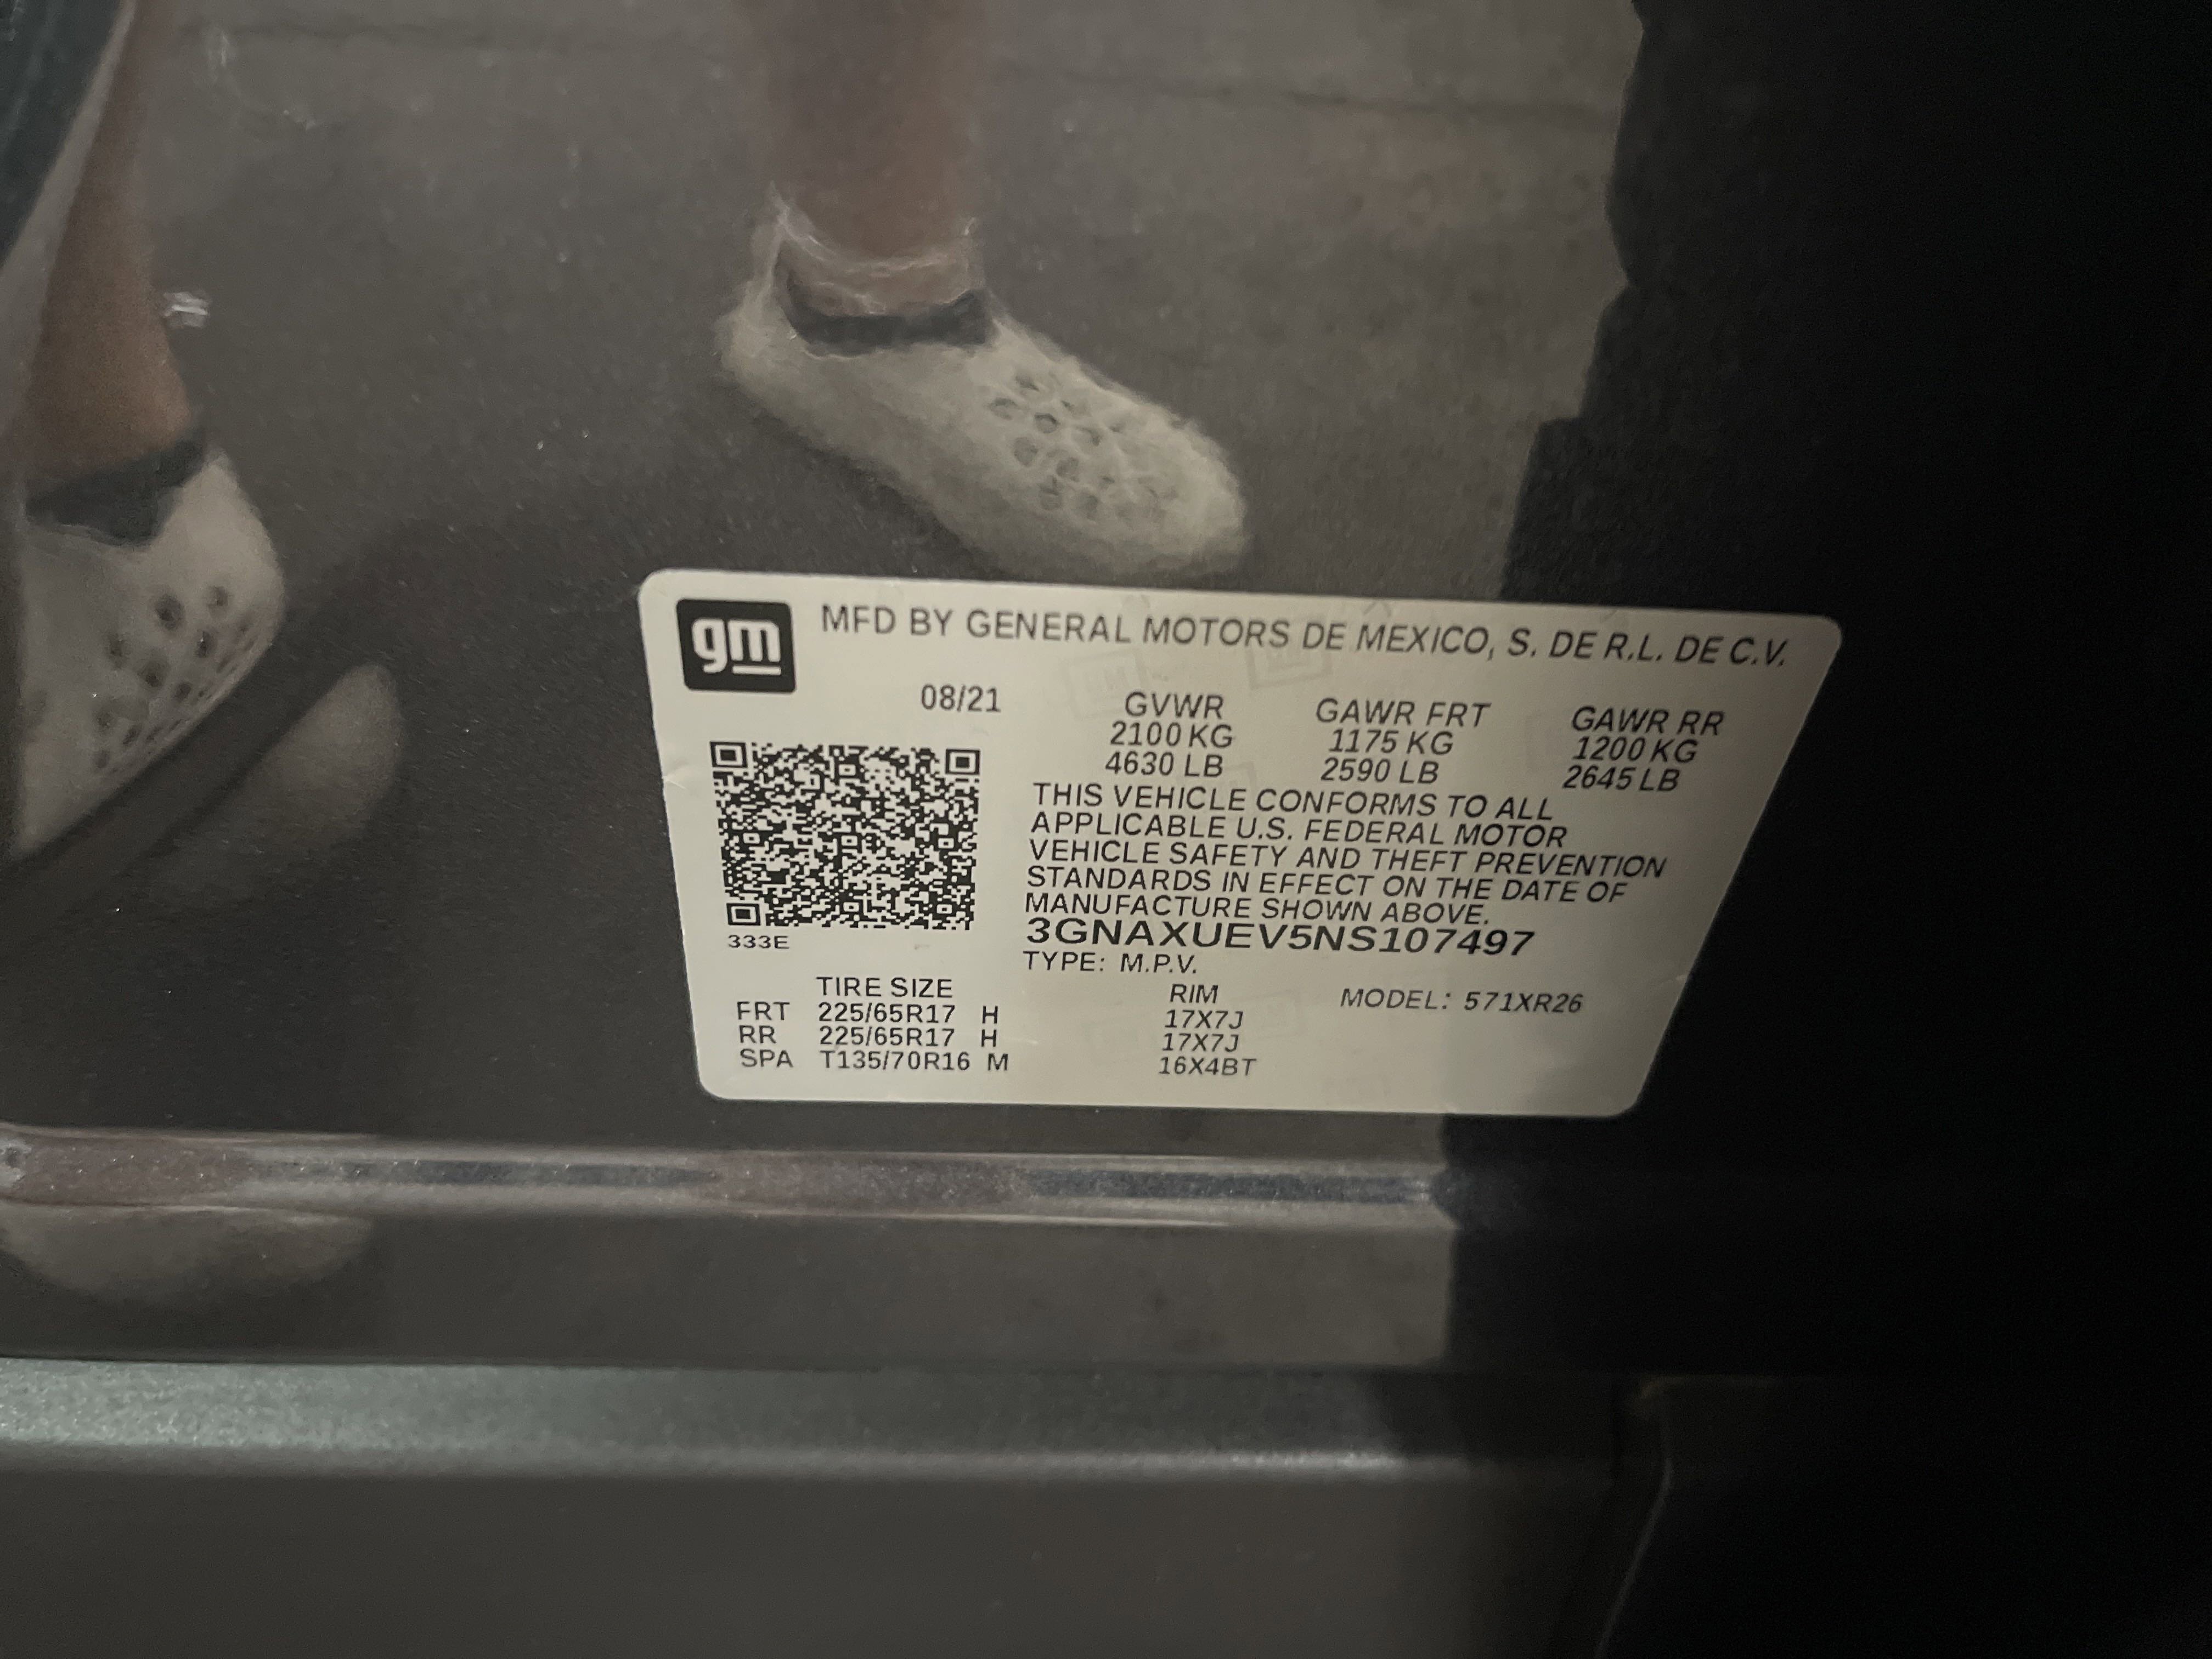 gm
MFD BY GENERAL MOTORS DE MEXICO, S. DE R.L. DE C.V.
08/21
GVWR GAWR FRT GAWR RR
2100 KG 1175 KG 1200 KG
4630 LB 2590 LB 2645 LB
THIS VEHICLE CONFORMS TO ALL
APPLICABLE U.S. FEDERAL MOTOR
VEHICLE SAFETY AND THEFT PREVENTION
STANDARDS IN EFFECT ON THE DATE OF
MANUFACTURE SHOWN ABOVE.
3GNAXUEV5NS107497
333E
TYPE: M.P.V.
TIRE SIZE RIM MODEL: 571XR26
FRT 225/65R17 H 17X7J
RR 225/65R17 H 17X7J
SPA T135/70R16 M 16X4BT